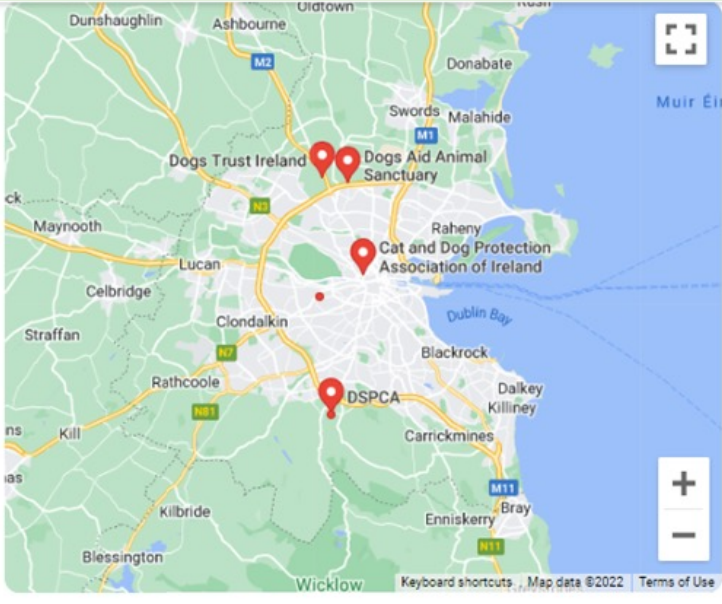 Oldtown
Dunshaughlin
Ashbourne
M2
Donabate
Muir Éi
Swords
Malahide
M1
Dogs Trust Ireland
Dogs Aid Animal
Sanctuary
ck
N3
Maynooth
Raheny
Cat and Dog Protection
Association of Ireland
Lucan
Celbridge
Dublin Bay
Clondalkin
Straffan
N7
Blackrock
Rathcoole
DSPCA
Dalkey
Killiney
N81
ns
Kill
Carrickmines
as
M11
Kilbride
Bray
Enniskerry
N11
Blessington
Wicklow
Keyboard shortcuts
Map data ©2022
Terms of Use